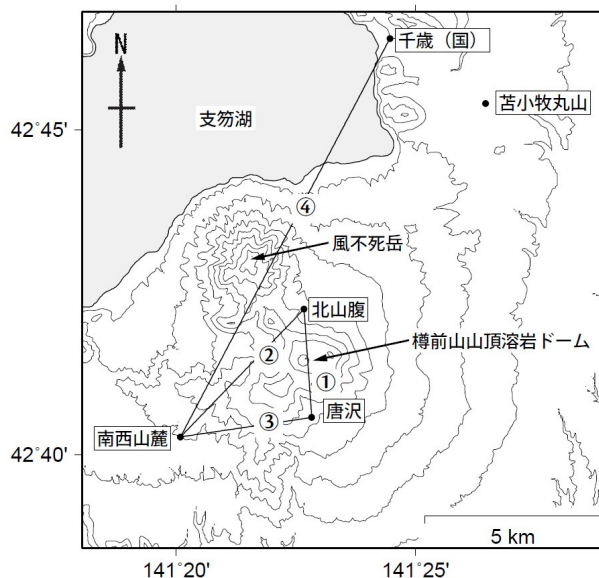 N
千歳（国）
42°45'
支笏湖
苫小牧丸山
④
風不死岳
北山腹
樽前山山頂溶岩ドーム
②
①
③
唐沢
南西山麓
42°40'
5 km
141°20'
141°25'